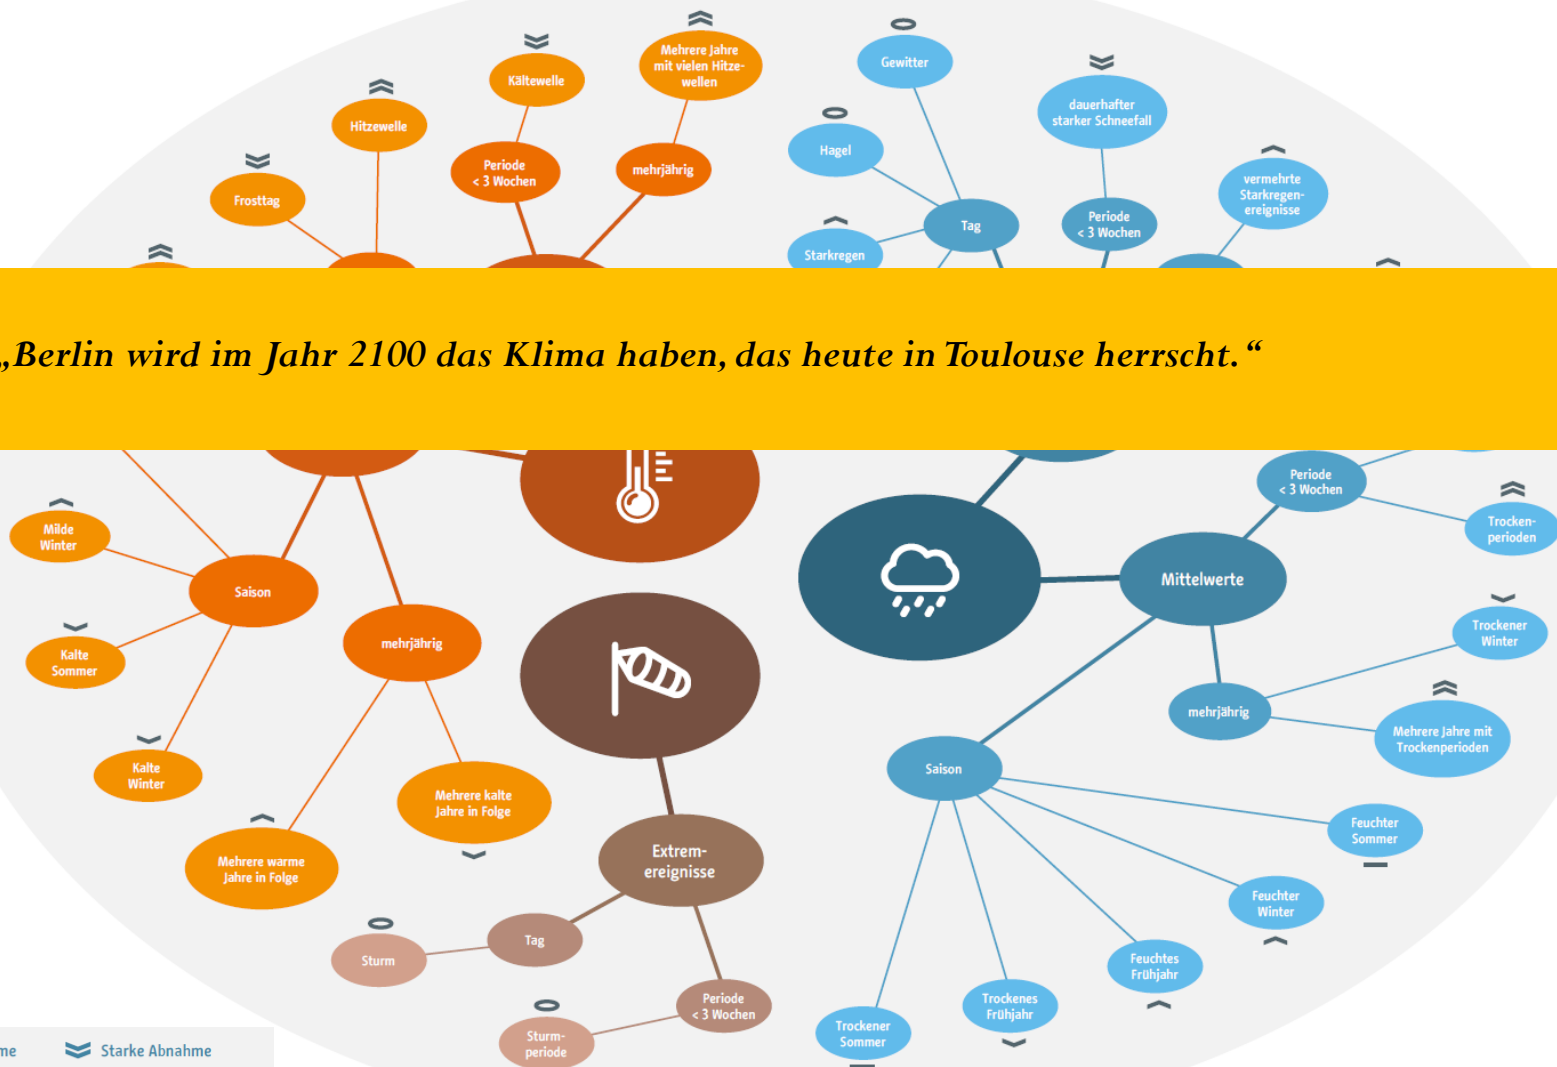 Mehrere Jahre
mit vielen Hitze-
wellen
Kältewelle
Hitzewelle
Frosttag
Periode
< 3 Wochen
mehrjährig
Gewitter
Hagel
Starkregen
Tag
dauerhafter
starker Schneefall
Periode
< 3 Wochen
vermehrte
Starkregen-
ereignisse
„Berlin wird im Jahr 2100 das Klima haben, das heute in Toulouse herrscht.“
Milde
Winter
Saison
Kalte
Sommer
mehrjährig
Kalte
Winter
Mehrere kalte
Jahre in Folge
Mehrere warme
Jahre in Folge
Extrem-
ereignisse
Tag
Sturm
Periode
< 3 Wochen
Sturm-
periode
Periode
< 3 Wochen
Trocken-
perioden
Mittelwerte
Trockener
Winter
mehrjährig
Mehrere Jahre mit
Trockenperioden
Saison
Feuchter
Sommer
Feuchter
Winter
Feuchtes
Frühjahr
Trockenes
Frühjahr
Trockener
Sommer
me
Starke Abnahme